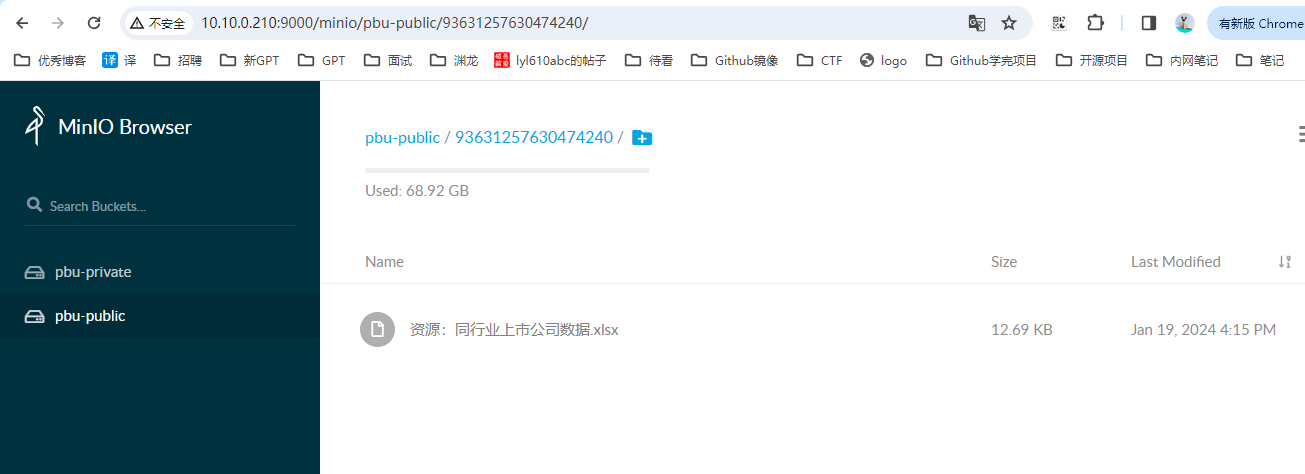 不安全 10.10.0.210:9000/minio/pbu-public/93631257630474240/ 有新版 Chrome
优秀博客 译 译 招聘 新GPT GPT 面试 渊龙 lyl610abc的帖子 待看 Github镜像 CTF logo Github学完项目 开源项目 内网笔记 笔记
MinIO Browser
pbu-public / 93631257630474240 /
Used: 68.92 GB
Search Buckets...
Name Size Last Modified
pbu-private
pbu-public
资源：同行业上市公司数据.xlsx 12.69 KB Jan 19, 2024 4:15 PM